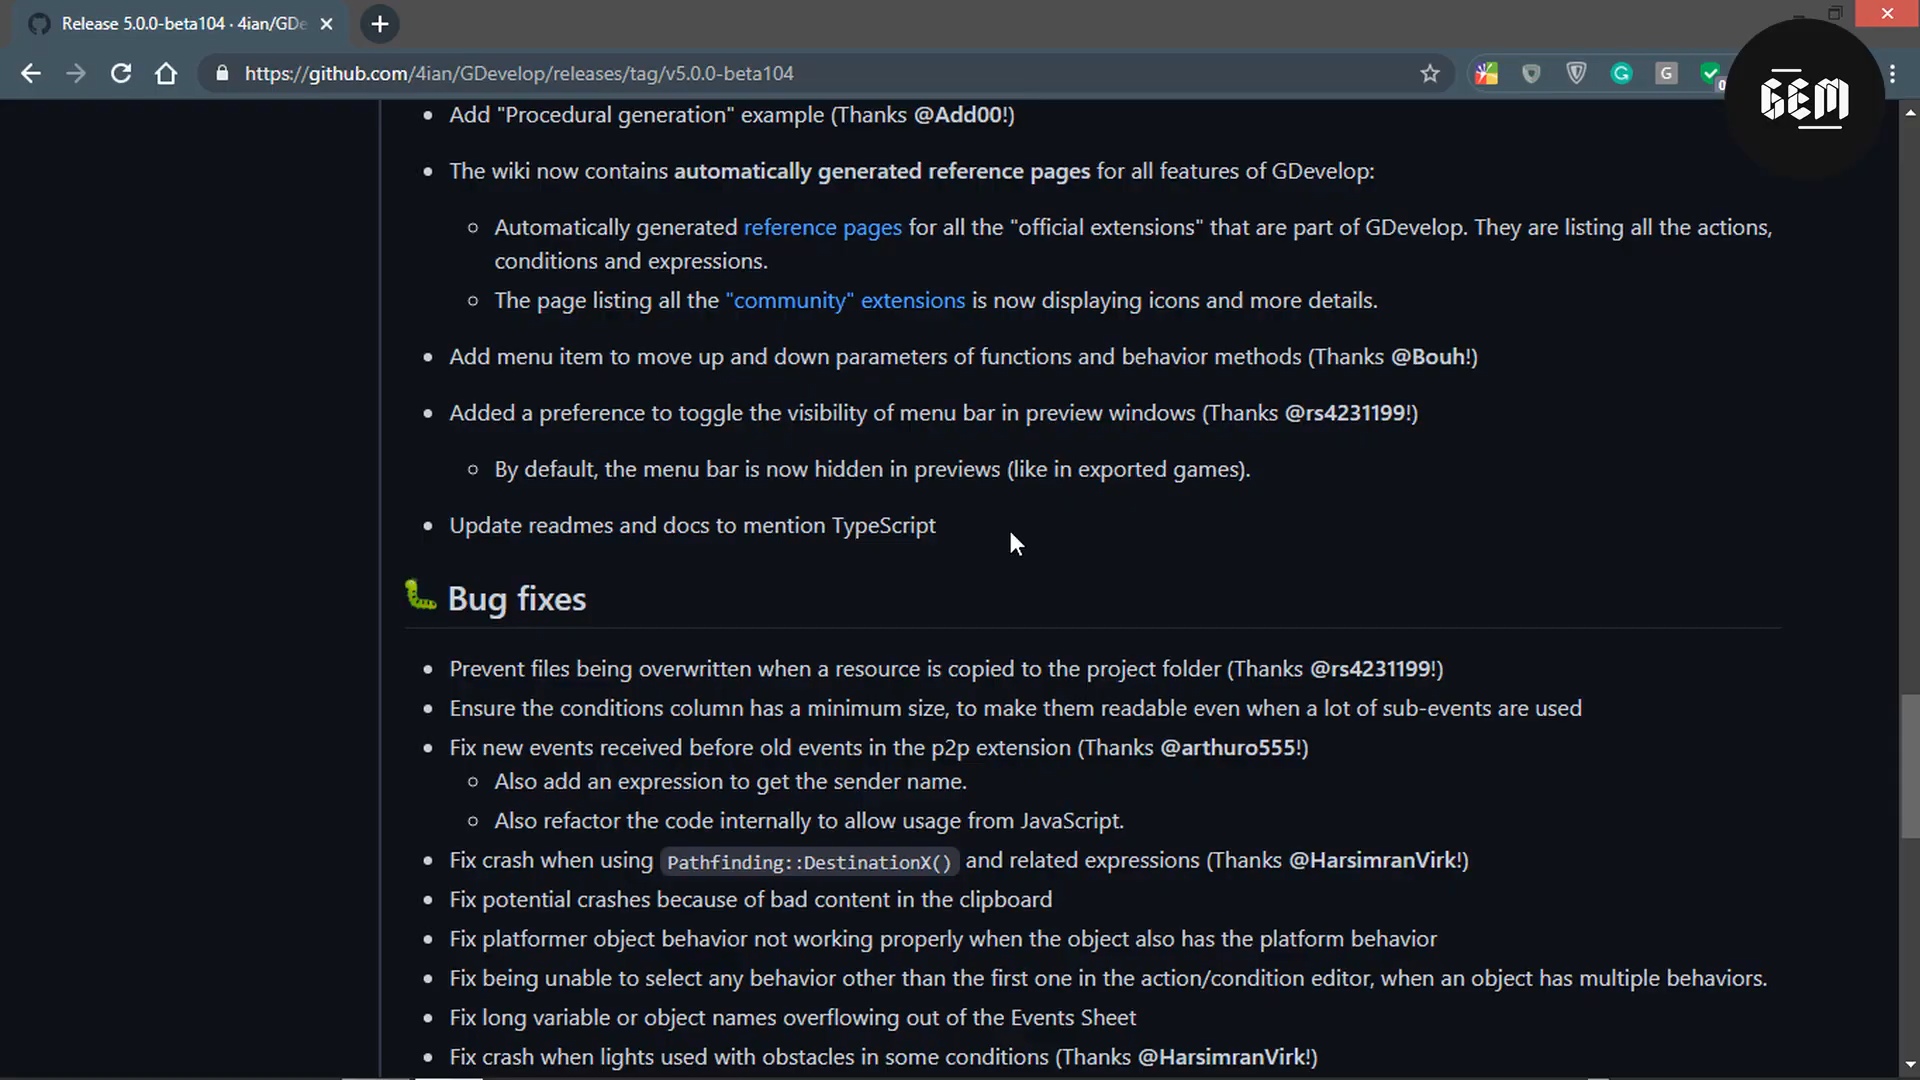 Release 5.0.0-beta104 · 4ian/GDe
https://github.com/4ian/GDevelop/releases/tag/v5.0.0-beta104
G
0
GEM
Add "Procedural generation" example (Thanks @Add00!)
The wiki now contains automatically generated reference pages for all features of GDevelop:
Automatically generated reference pages for all the "official extensions" that are part of GDevelop. They are listing all the actions,
conditions and expressions.
The page listing all the "community" extensions is now displaying icons and more details.
Add menu item to move up and down parameters of functions and behavior methods (Thanks @Bouh!)
Added a preference to toggle the visibility of menu bar in preview windows (Thanks @rs4231199!)
By default, the menu bar is now hidden in previews (like in exported games).
Update readmes and docs to mention TypeScript
Bug fixes
Prevent files being overwritten when a resource is copied to the project folder (Thanks @rs4231199!)
Ensure the conditions column has a minimum size, to make them readable even when a lot of sub-events are used
Fix new events received before old events in the p2p extension (Thanks @arthuro555!)
Also add an expression to get the sender name.
Also refactor the code internally to allow usage from JavaScript.
Fix crash when using Pathfinding::DestinationX() and related expressions (Thanks @HarsimranVirk!)
Fix potential crashes because of bad content in the clipboard
Fix platformer object behavior not working properly when the object also has the platform behavior
Fix being unable to select any behavior other than the first one in the action/condition editor, when an object has multiple behaviors.
Fix long variable or object names overflowing out of the Events Sheet
Fix crash when lights used with obstacles in some conditions (Thanks @HarsimranVirk!)